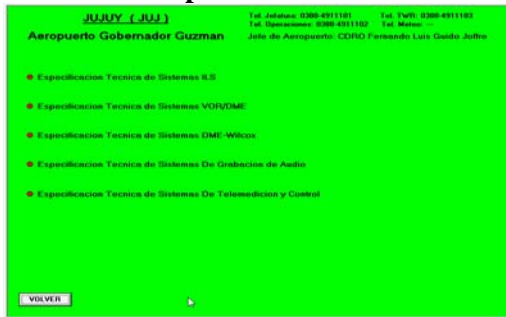 JUJUY ( JUJ )
Tel. Jefatura: 0388-4911101 Tel. TWR: 0388-4911103
Tel. Operaciones: 0388-4911102 Tel. Meteo: ---
Aeropuerto Gobernador Guzman
Jefe de Aeropuerto: CDRO Fernando Luis Guido Joffre
Especificacion Tecnica de Sistemas ILS
Especificacion Tecnica de Sistemas VOR/DME
Especificacion Tecnica de Sistemas DME-Wilcox
Especificacion Tecnica de Sistemas De Grabacion de Audio
Especificacion Tecnica de Sistemas De Telemedicion y Control
VOLVER